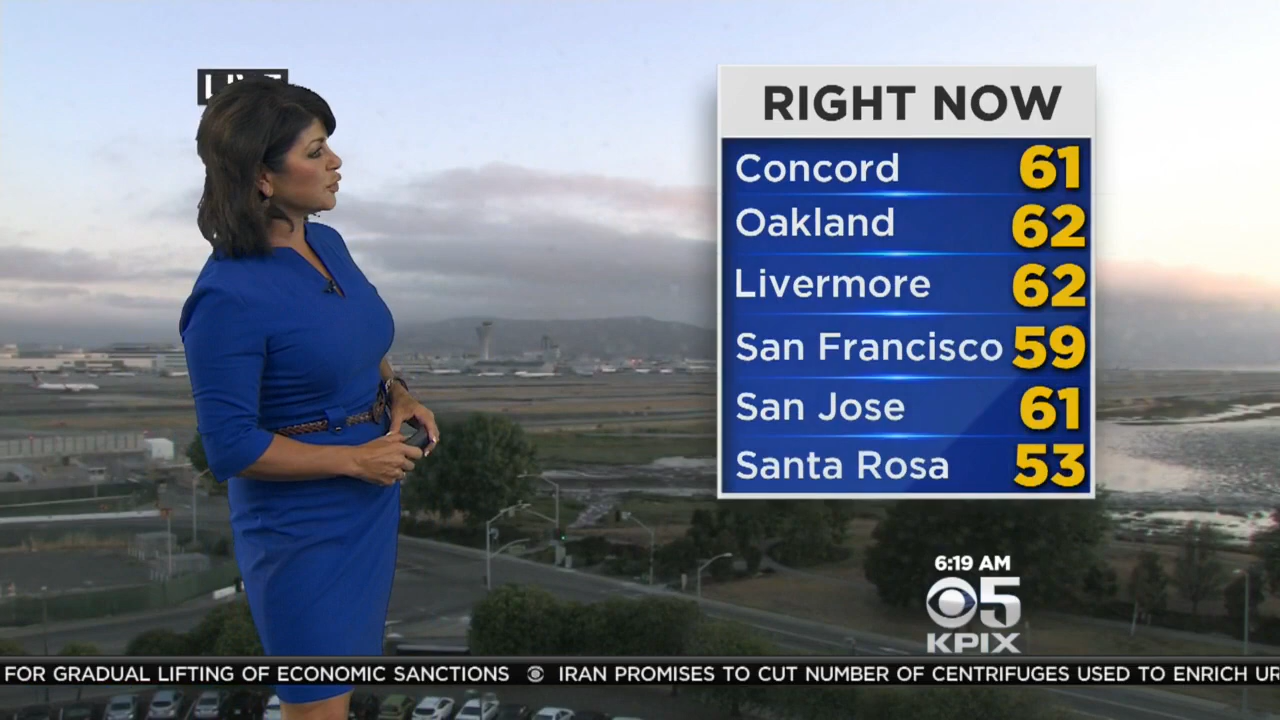 LIVE
RIGHT NOW
Concord 61
Oakland 62
Livermore 62
San Francisco 59
San Jose 61
Santa Rosa 53
6:19 AM
5
KPIX
FOR GRADUAL LIFTING OF ECONOMIC SANCTIONS IRAN PROMISES TO CUT NUMBER OF CENTRIFUGES USED TO ENRICH UR